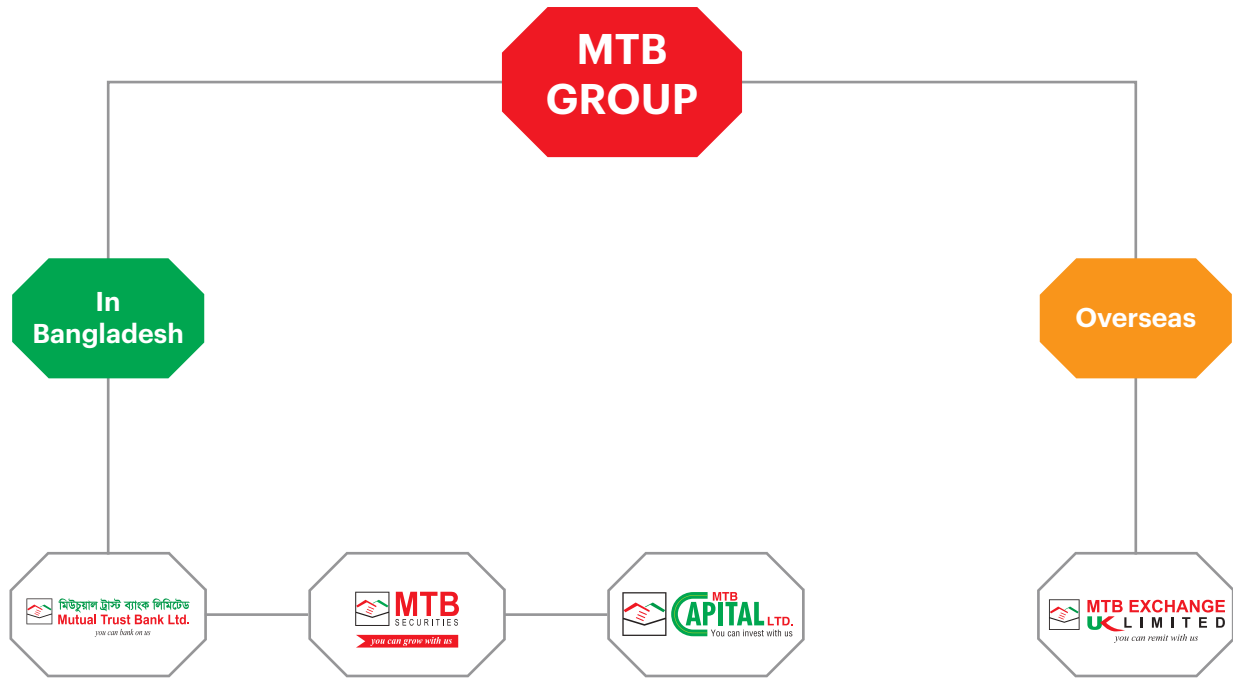 MTB
GROUP
In
Bangladesh
Overseas
মিউচুয়াল ট্রাস্ট ব্যাংক লিমিটেড
Mutual Trust Bank Ltd.
you can bank on us
MTB
SECURITIES
you can grow with us
MTB
CAPITAL LTD.
You can invest with us
MTB EXCHANGE
UK LIMITED
you can remit with us